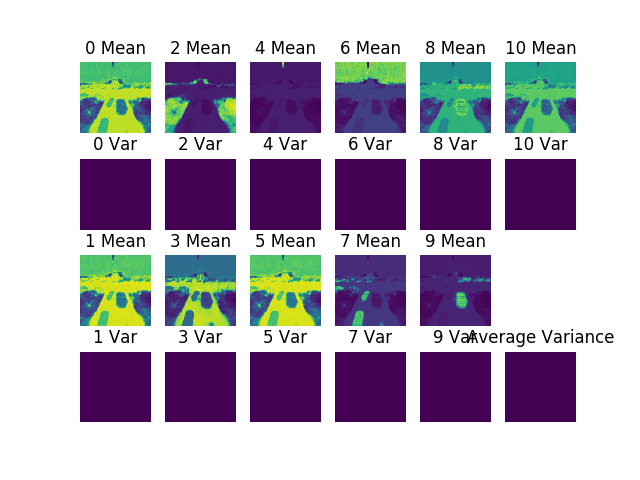 0 Mean 2 Mean 4 Mean 6 Mean 8 Mean 10 Mean
0 Var 2 Var 4 Var 6 Var 8 Var 10 Var
1 Mean 3 Mean 5 Mean 7 Mean 9 Mean
1 Var 3 Var 5 Var 7 Var 9 Var Average Variance